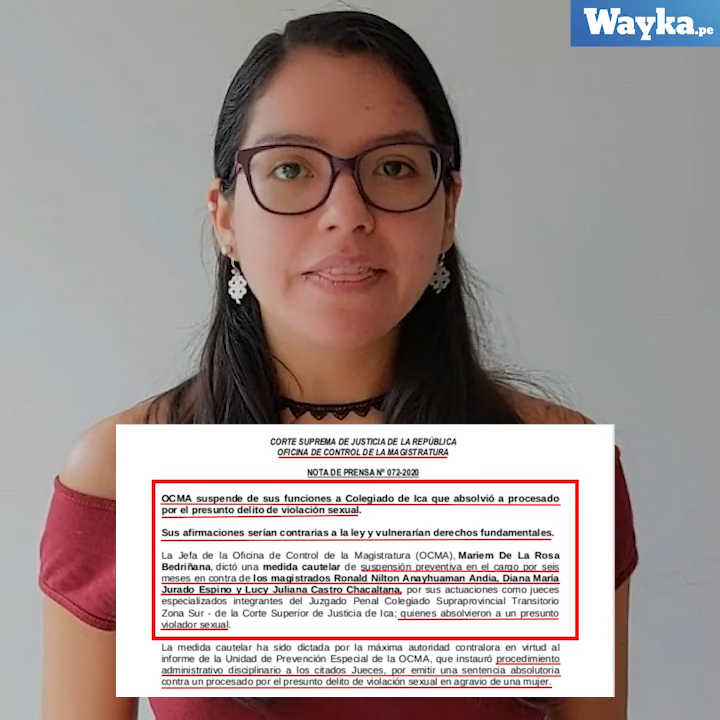 Wayka.pe
CORTE SUPREMA DE JUSTICIA DE LA REPÚBLICA
OFICINA DE CONTROL DE LA MAGISTRATURA
NOTA DE PRENSA Nº 072-2020
OCMA suspende de sus funciones a Colegiado de Ica que absolvió a procesado
por el presunto delito de violación sexual.
Sus afirmaciones serían contrarias a la ley y vulnerarían derechos fundamentales.
La Jefa de la Oficina de Control de la Magistratura (OCMA), Mariem De La Rosa
Bedriñana, dictó una medida cautelar de suspensión preventiva en el cargo por seis
meses en contra de los magistrados Ronald Nilton Anayhuaman Andia, Diana María
Jurado Espino y Lucy Juliana Castro Chacaltana, por sus actuaciones como jueces
especializados integrantes del Juzgado Penal Colegiado Supraprovincial Transitorio
Zona Sur - de la Corte Superior de Justicia de Ica; quienes absolvieron a un presunto
violador sexual.
La medida cautelar ha sido dictada por la máxima autoridad contralora en virtud al
informe de la Unidad de Prevención Especial de la OCMA, que instauró procedimiento
administrativo disciplinario a los citados Jueces, por emitir una sentencia absolutoria
contra un procesado por el presunto delito de violación sexual en agravio de una mujer.